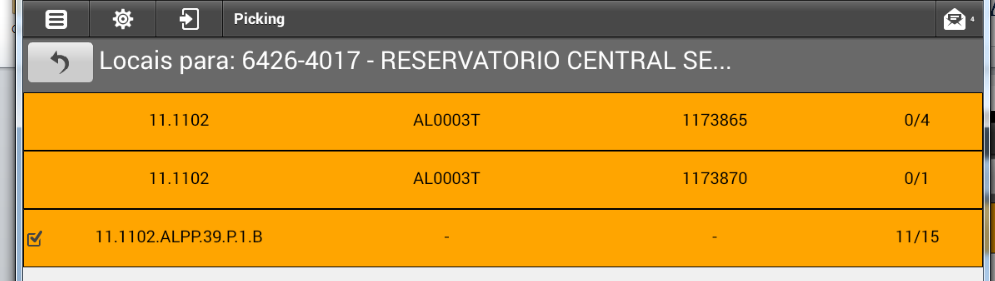 Picking 4
Locais para: 6426-4017 - RESERVATORIO CENTRAL SE...
11.1102 AL0003T 1173865 0/4
11.1102 AL0003T 1173870 0/1
11.1102.ALPP.39.P.1.B - - 11/15